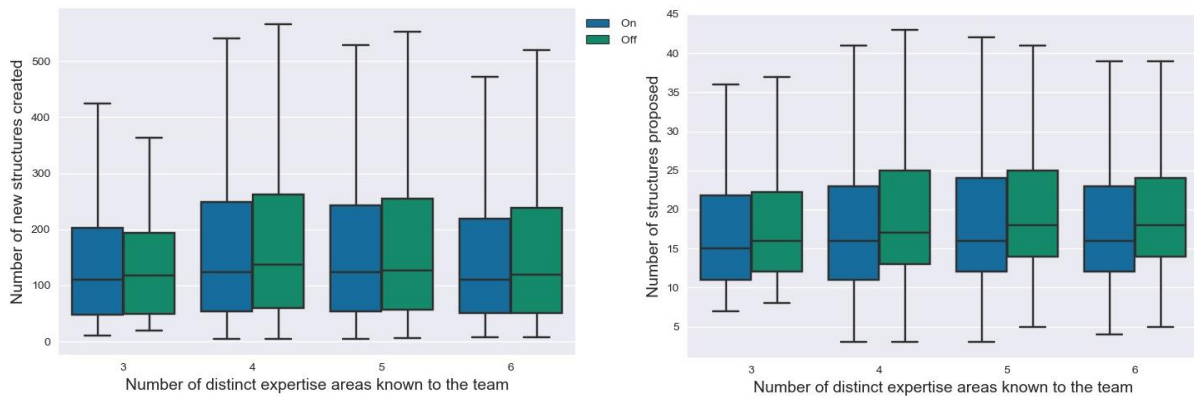 Number of new structures created
500
400
300
200
100
0
3 4 5 6
Number of distinct expertise areas known to the team
On
Off
Number of structures proposed
45
40
35
30
25
20
15
10
5
3 4 5 6
Number of distinct expertise areas known to the team